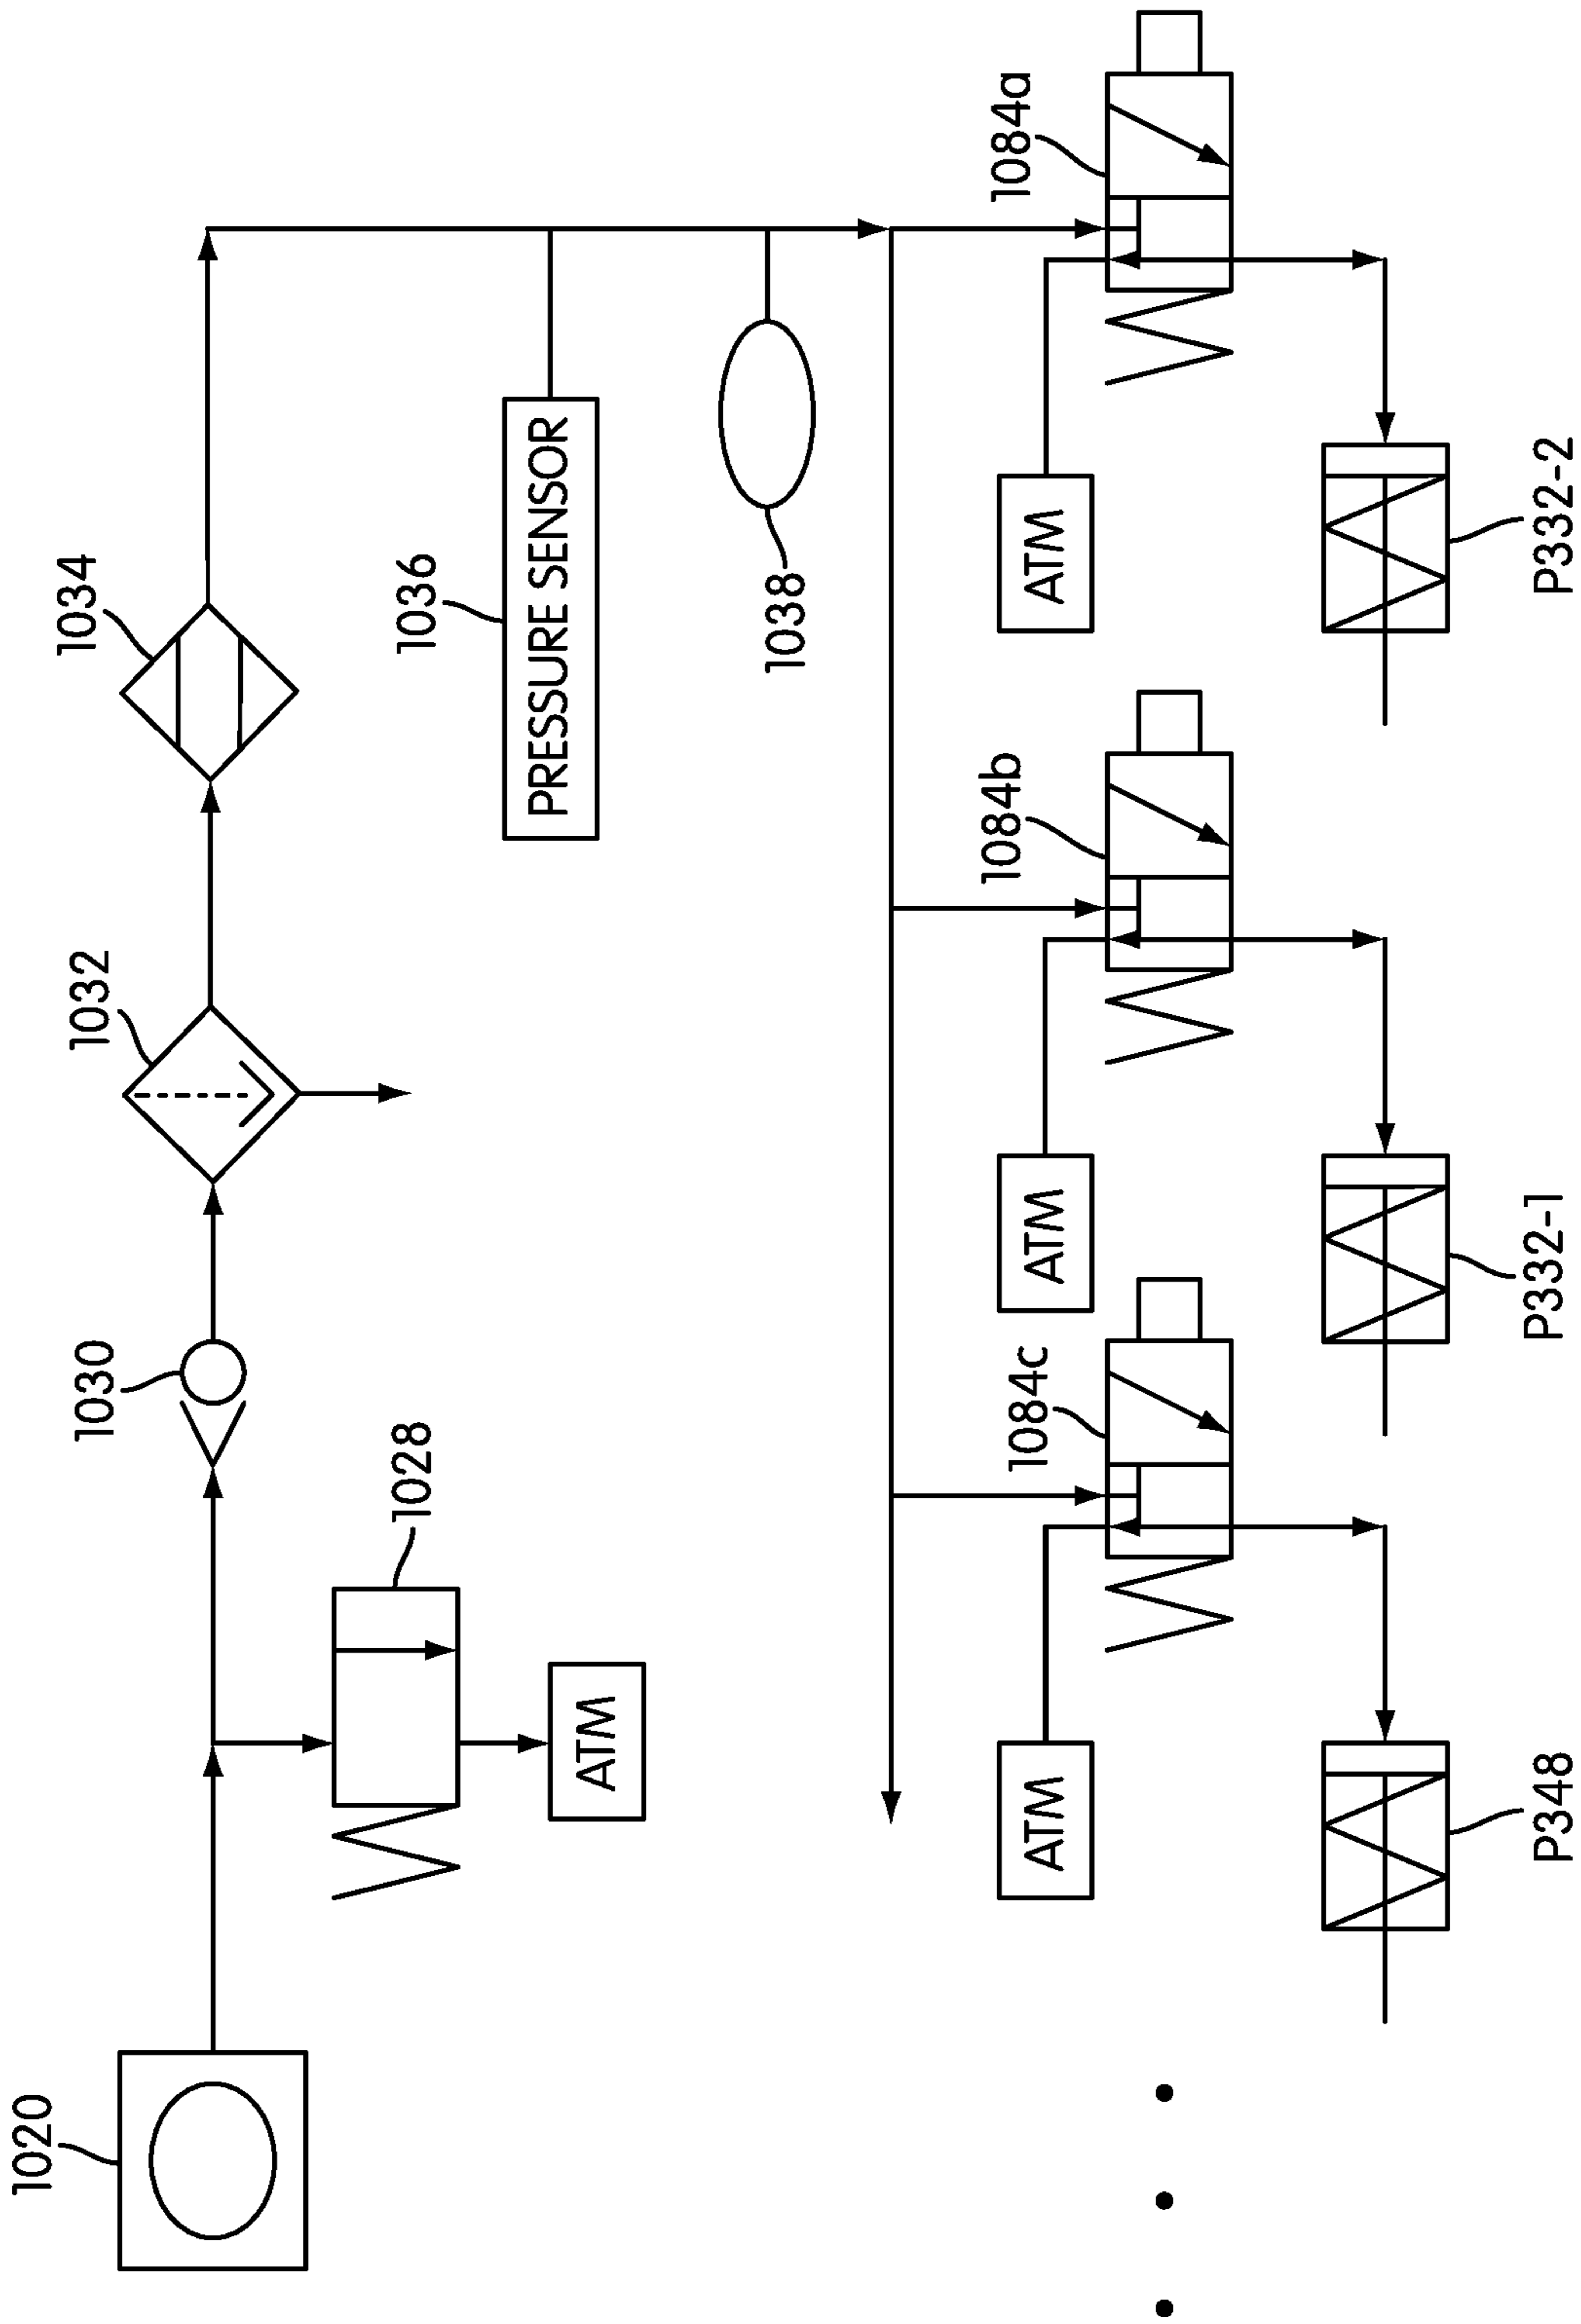 1020
1028
ATM
1030
1032
1034
1036
PRESSURE SENSOR
1038
1084c
ATM
P348
1084b
ATM
P332-1
1084a
ATM
P332-2